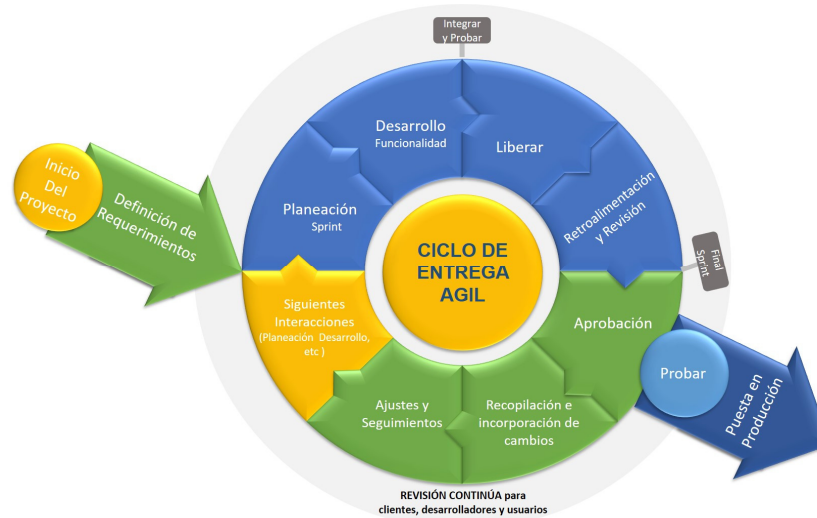 Integrar
y Probar
Desarrollo
Funcionalidad
Liberar
Inicio
Del
Proyecto
Definición de
Requerimientos
Planeación
Sprint
Retroalimentación
y Revisión
CICLO DE
ENTREGA
AGIL
Final
Sprint
Siguientes
Interacciones
(Planeación Desarrollo,
etc )
Aprobación
Probar
Puesta en
Producción
Ajustes y
Seguimientos
Recopilación e
incorporación de
cambios
REVISIÓN CONTINÚA para
clientes, desarrolladores y usuarios